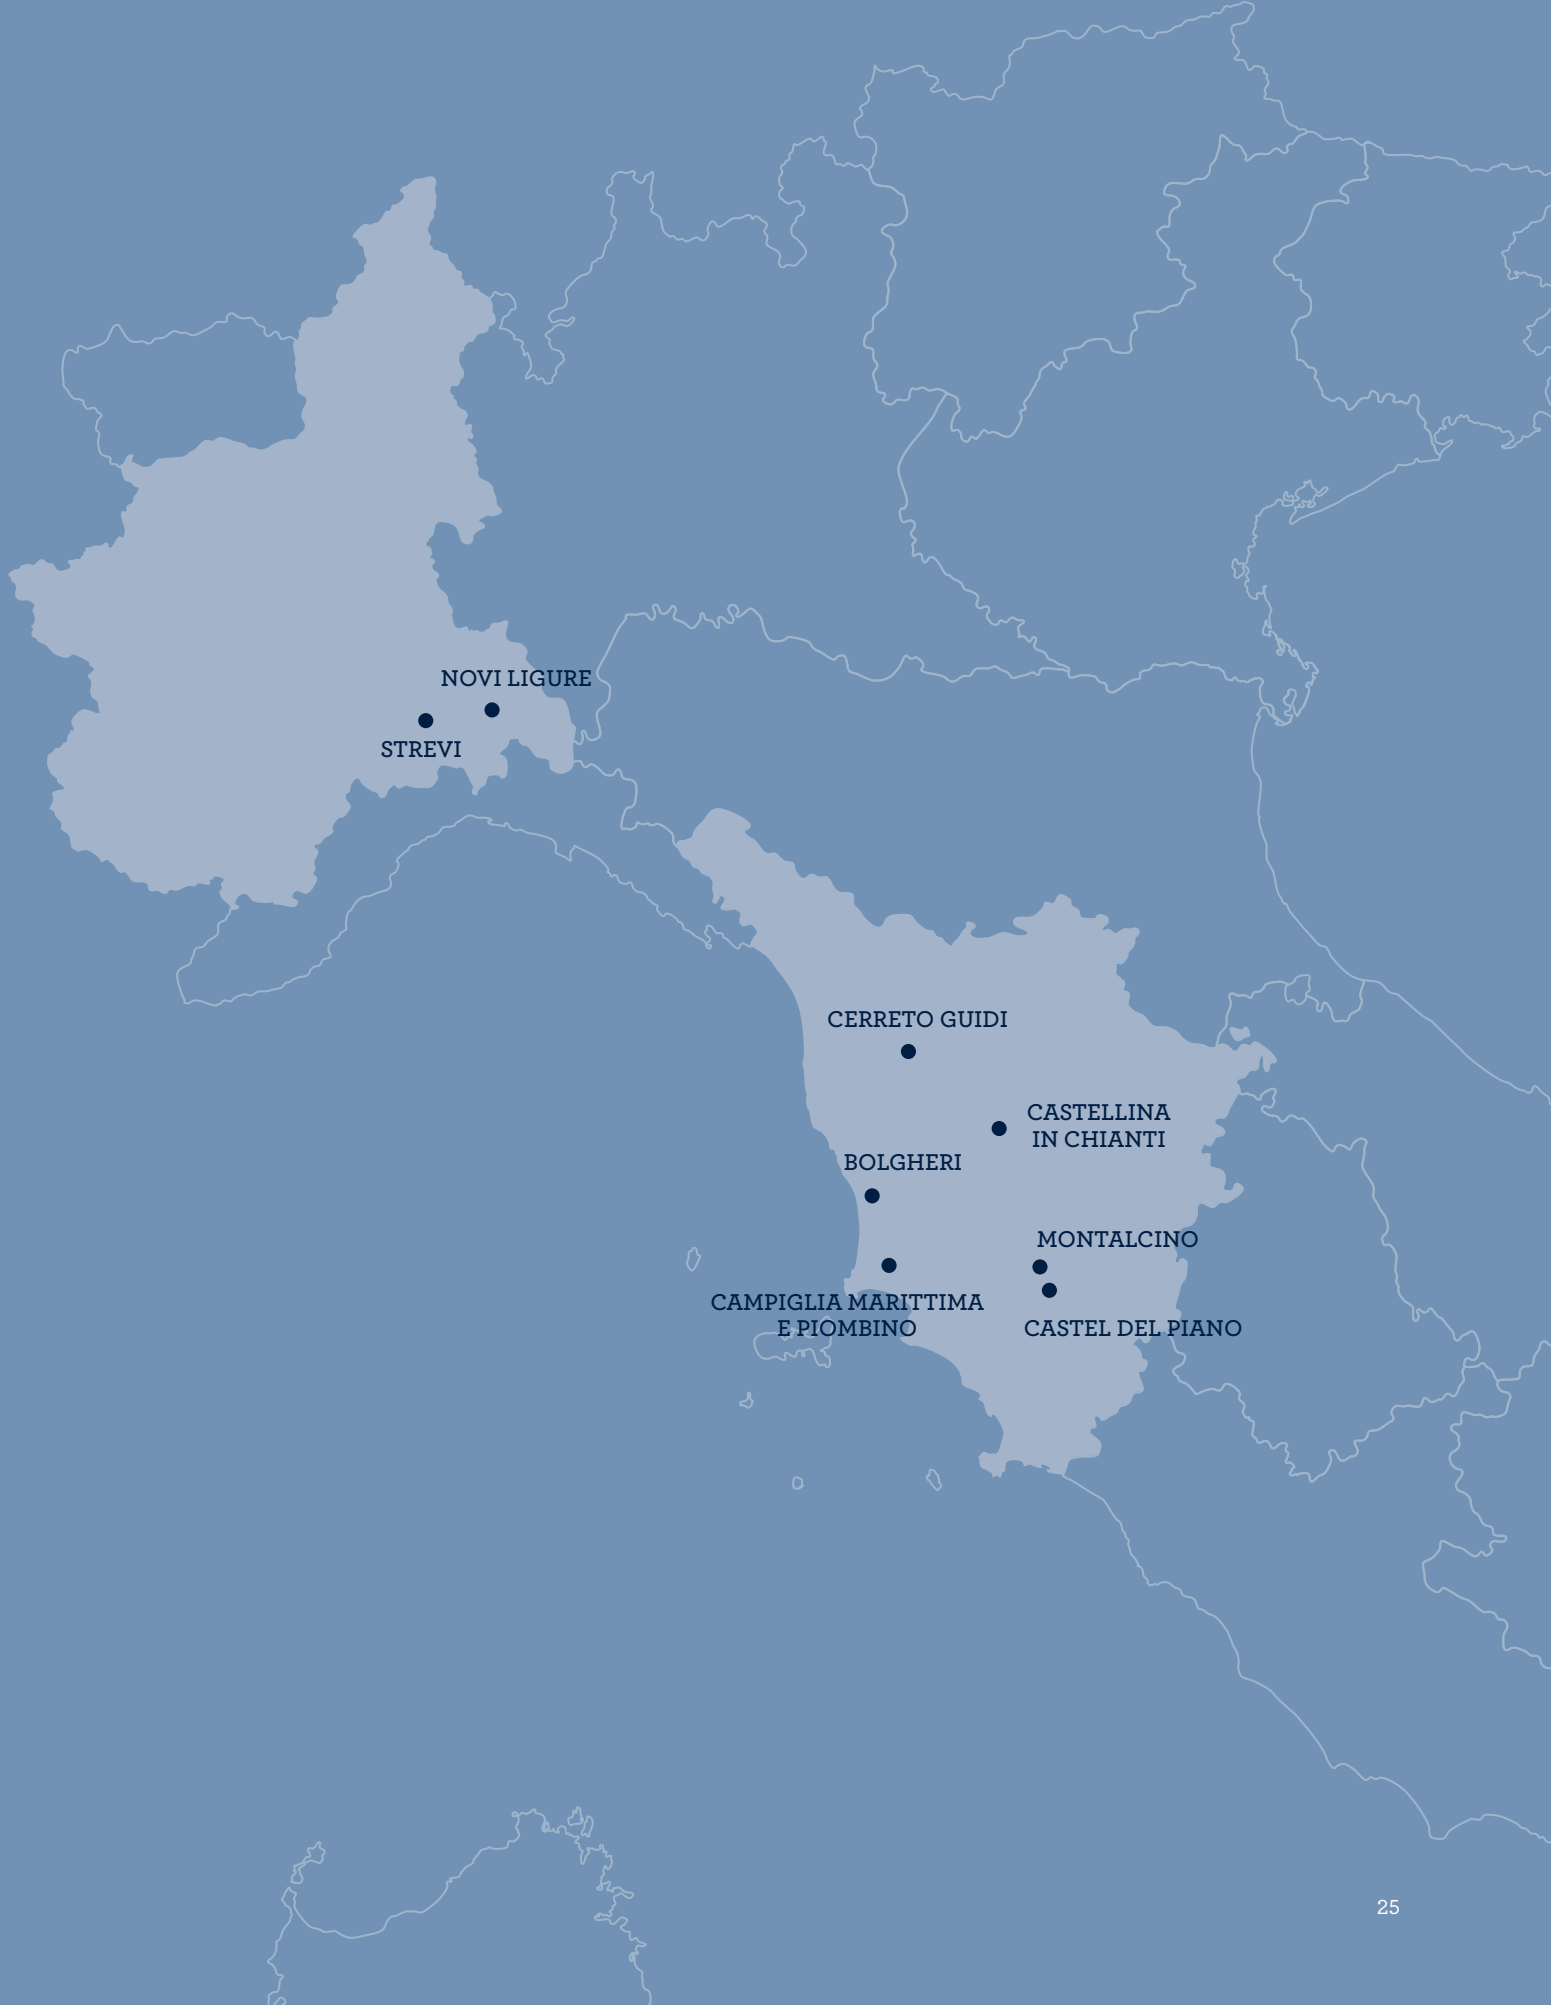 NOVI LIGURE
STREVI
CERRETO GUIDI
CASTELLINA
IN CHIANTI
BOLGHERI
MONTALCINO
CAMPIGLIA MARITTIMA
E PIOMBINO
CASTEL DEL PIANO
25